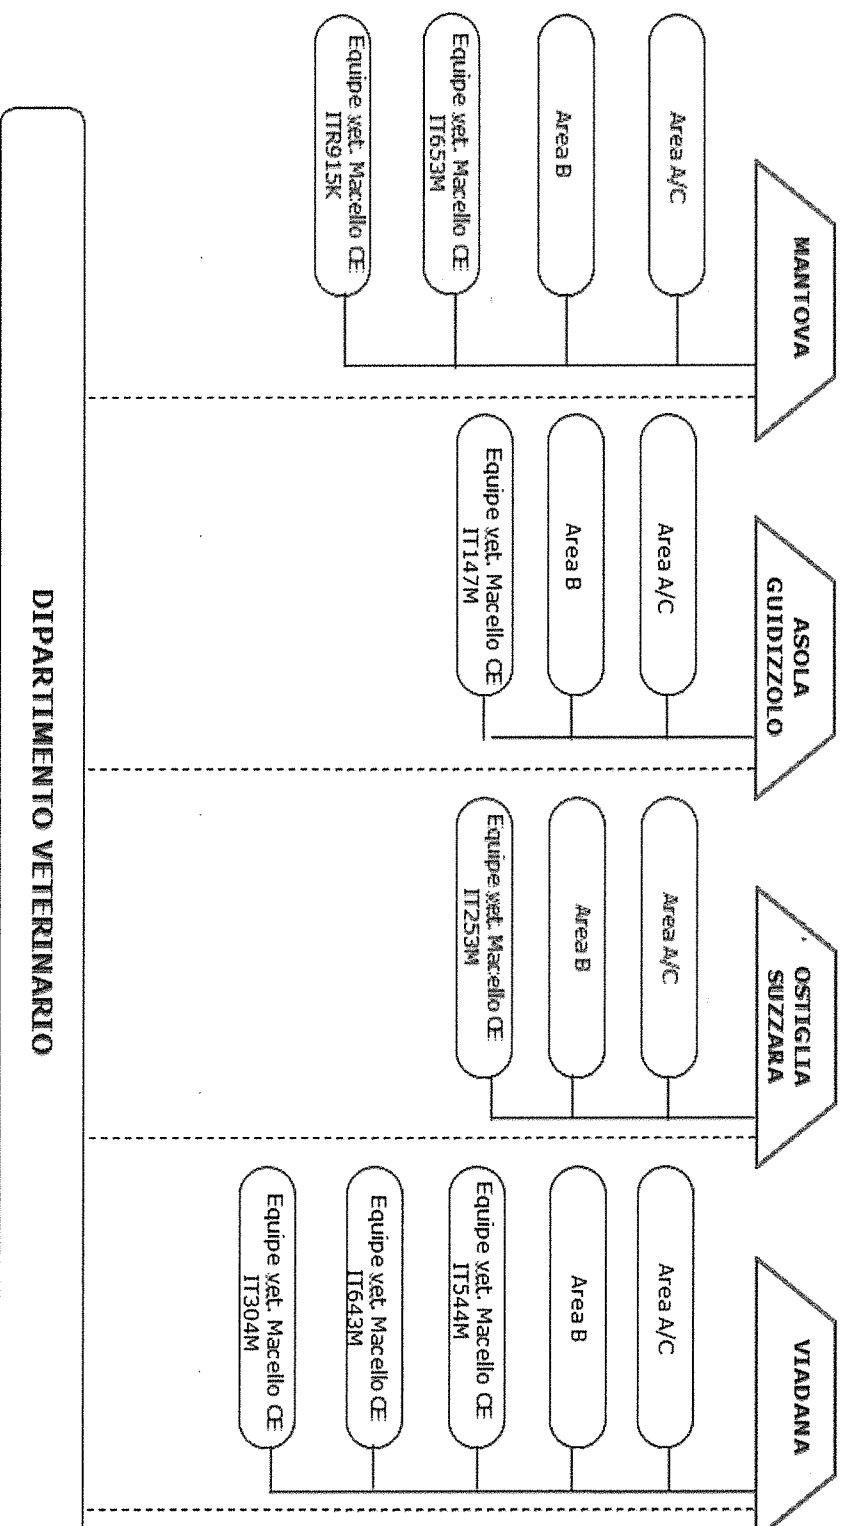 MANTOVA
Area A/C
Area B
Equipe vet. Macello CE
IT653M
Equipe vet. Macello CE
ITR915K
ASOLA
GUIDIZZOLO
Area A/C
Area B
Equipe vet. Macello CE
IT147M
OSTIGLIA
SUZZARA
Area A/C
Area B
Equipe vet. Macello CE
IT253M
VIADANA
Area A/C
Area B
Equipe vet. Macello CE
IT544M
Equipe vet. Macello CE
IT643M
Equipe vet. Macello CE
IT304M
DIPARTIMENTO VETERINARIO